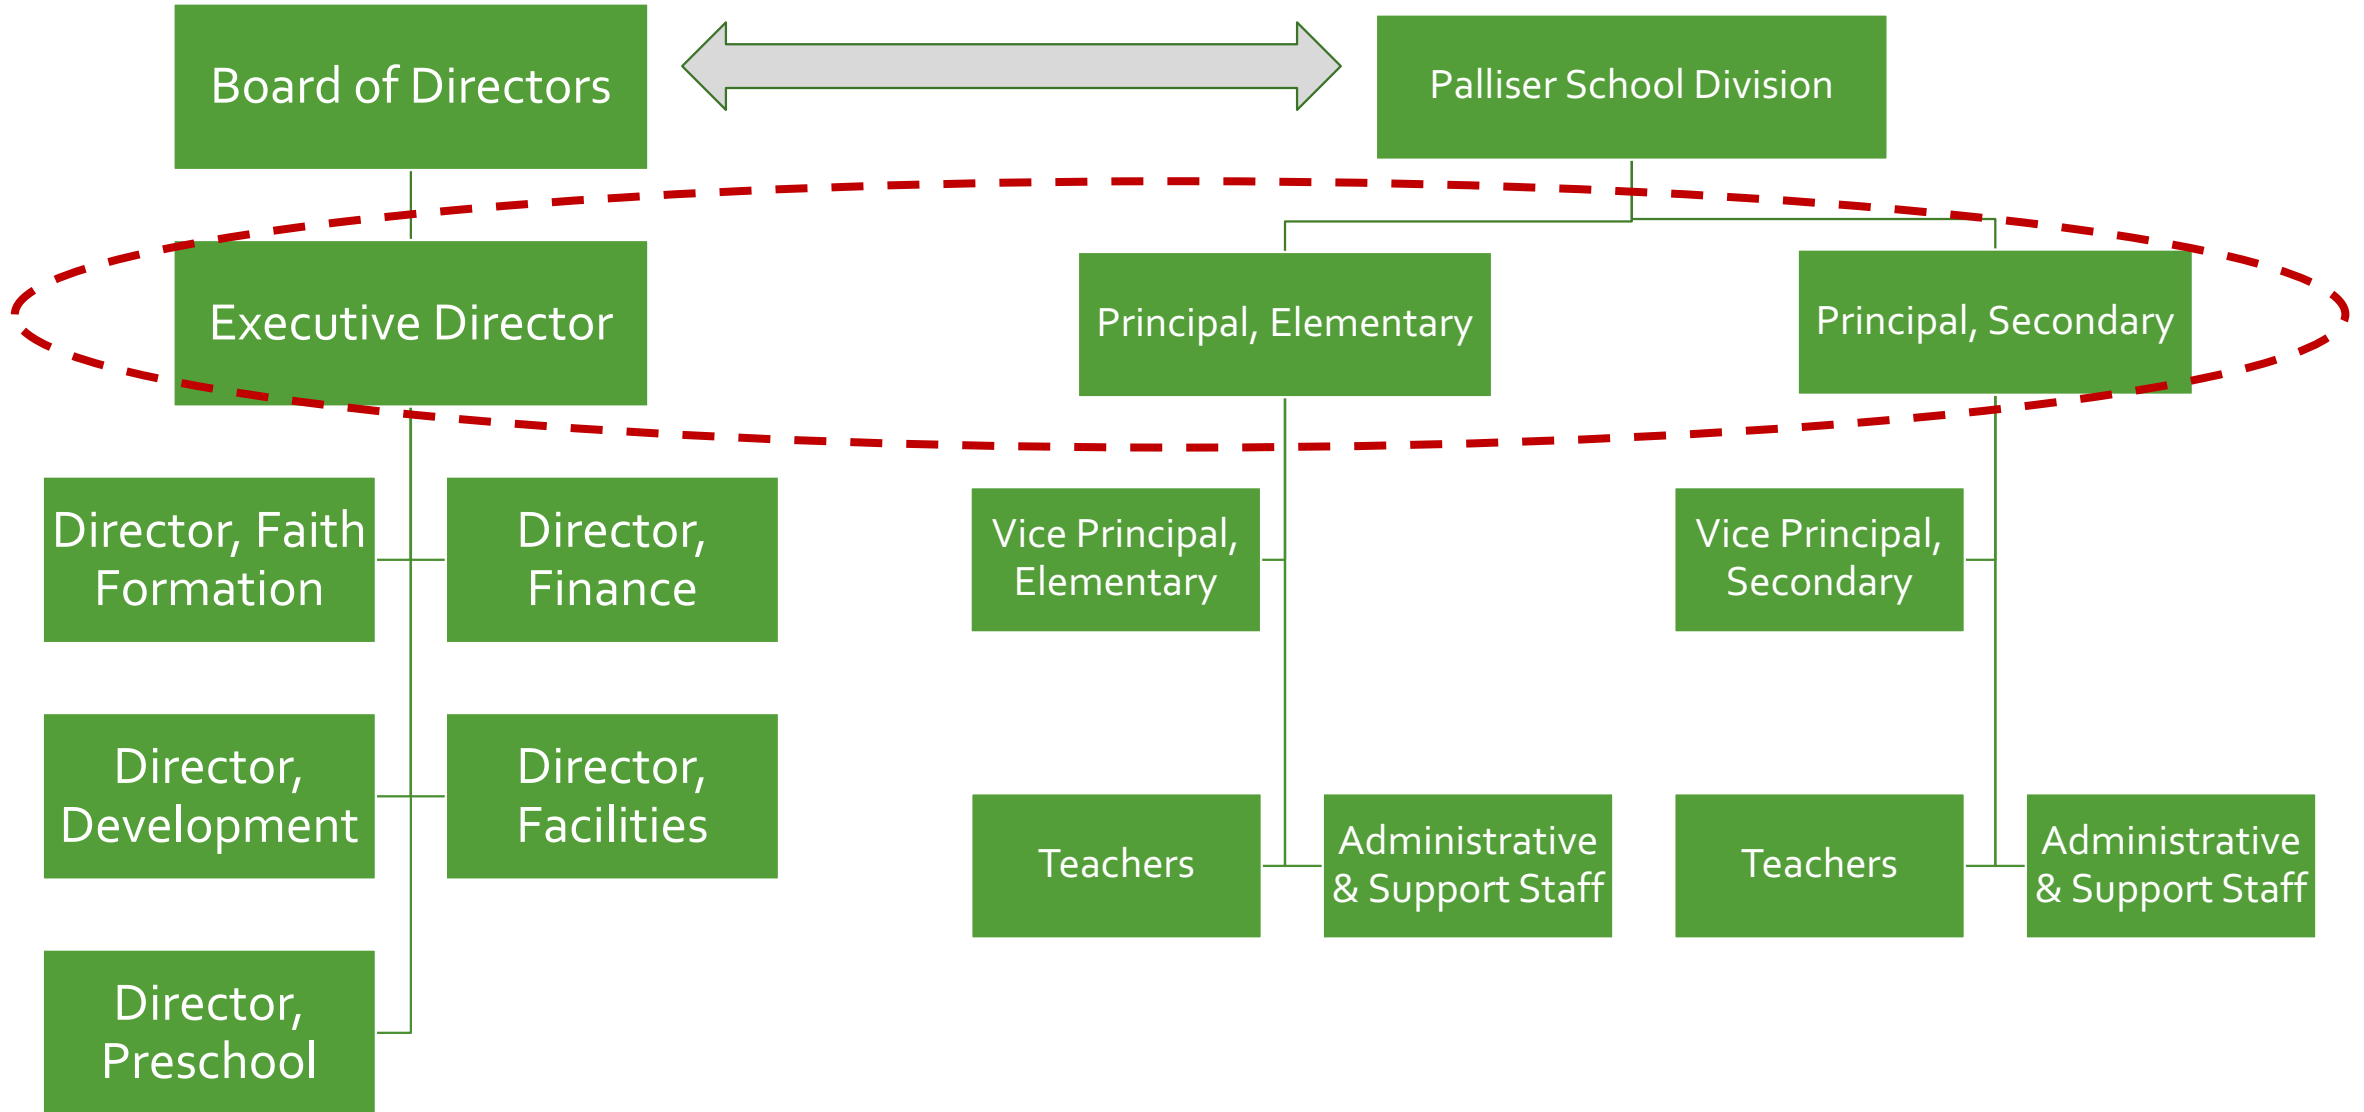 Board of Directors
Palliser School Division
Executive Director
Principal, Elementary
Principal, Secondary
Director, Faith
Formation
Director,
Finance
Vice Principal,
Elementary
Vice Principal,
Secondary
Director,
Development
Director,
Facilities
Teachers
Administrative
& Support Staff
Teachers
Administrative
& Support Staff
Director,
Preschool